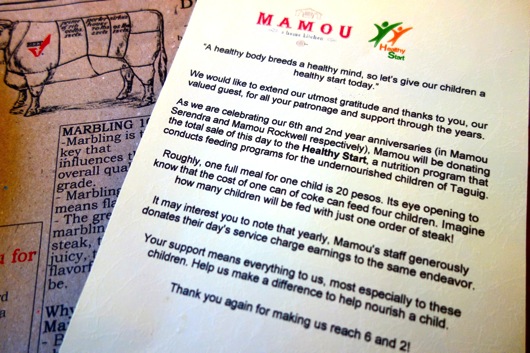 MAMOU
Healthy
Start
"A healthy body breeds a healthy mind, so let's give our children a
healthy start today."
We would like to extend our utmost gratitude and thanks to you, our
valued guest, for all your patronage and support through the years.
As we are celebrating our 6th and 2nd year anniversaries (in Mamou
Serendra and Mamou Rockwell respectively), Mamou will be donating
the total sale of this day to the Healthy Start, a nutrition program that
conducts feeding programs for the undernourished children of Taguig.
Roughly, one full meal for one child is 20 pesos. Its eye opening to
know that the cost of one can of coke can feed four children. Imagine
how many children will be fed with just one order of steak!
It may interest you to note that yearly, Mamou's staff generously
donates their day's service charge earnings to the same endeavor.
Your support means everything to us, most especially to these
children. Help us make a difference to help nourish a child.
Thank you again for making us reach 6 and 2!
MARBLING
- Marbling is
key that
influences
overall qual
grade.
- Marbling
means fla
- The gre
marblin
steak, t
juicy,
flavor
be.
u for
Why
Ma
- B